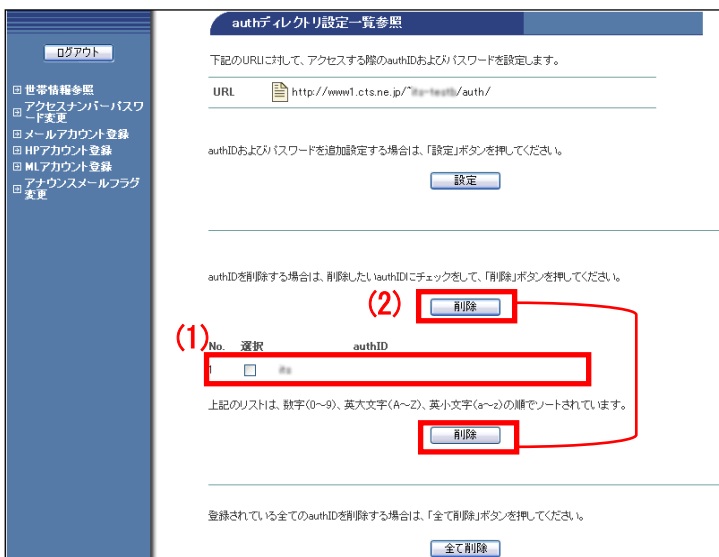 authディレクトリ設定一覧参照
ログアウト
世帯情報参照
アクセスナンバーパスワ
ード変更
メールアカウント登録
HPアカウント登録
MLアカウント登録
アナウンスメールフラグ
変更
下記のURLに対して、アクセスする際のauthIDおよびパスワードを設定します。
URL http://www1.cts.ne.jp/~ /auth/
authIDおよびパスワードを追加設定する場合は、「設定」ボタンを押してください。
設定
authIDを削除する場合は、削除したいauthIDにチェックをして、「削除」ボタンを押してください。
(2) 削除
(1)
No. 選択 authID
1
上記のリストは、数字(0～9)、英大文字(A～Z)、英小文字(a～z)の順でソートされています。
削除
登録されている全てのauthIDを削除する場合は、「全て削除」ボタンを押してください。
全て削除